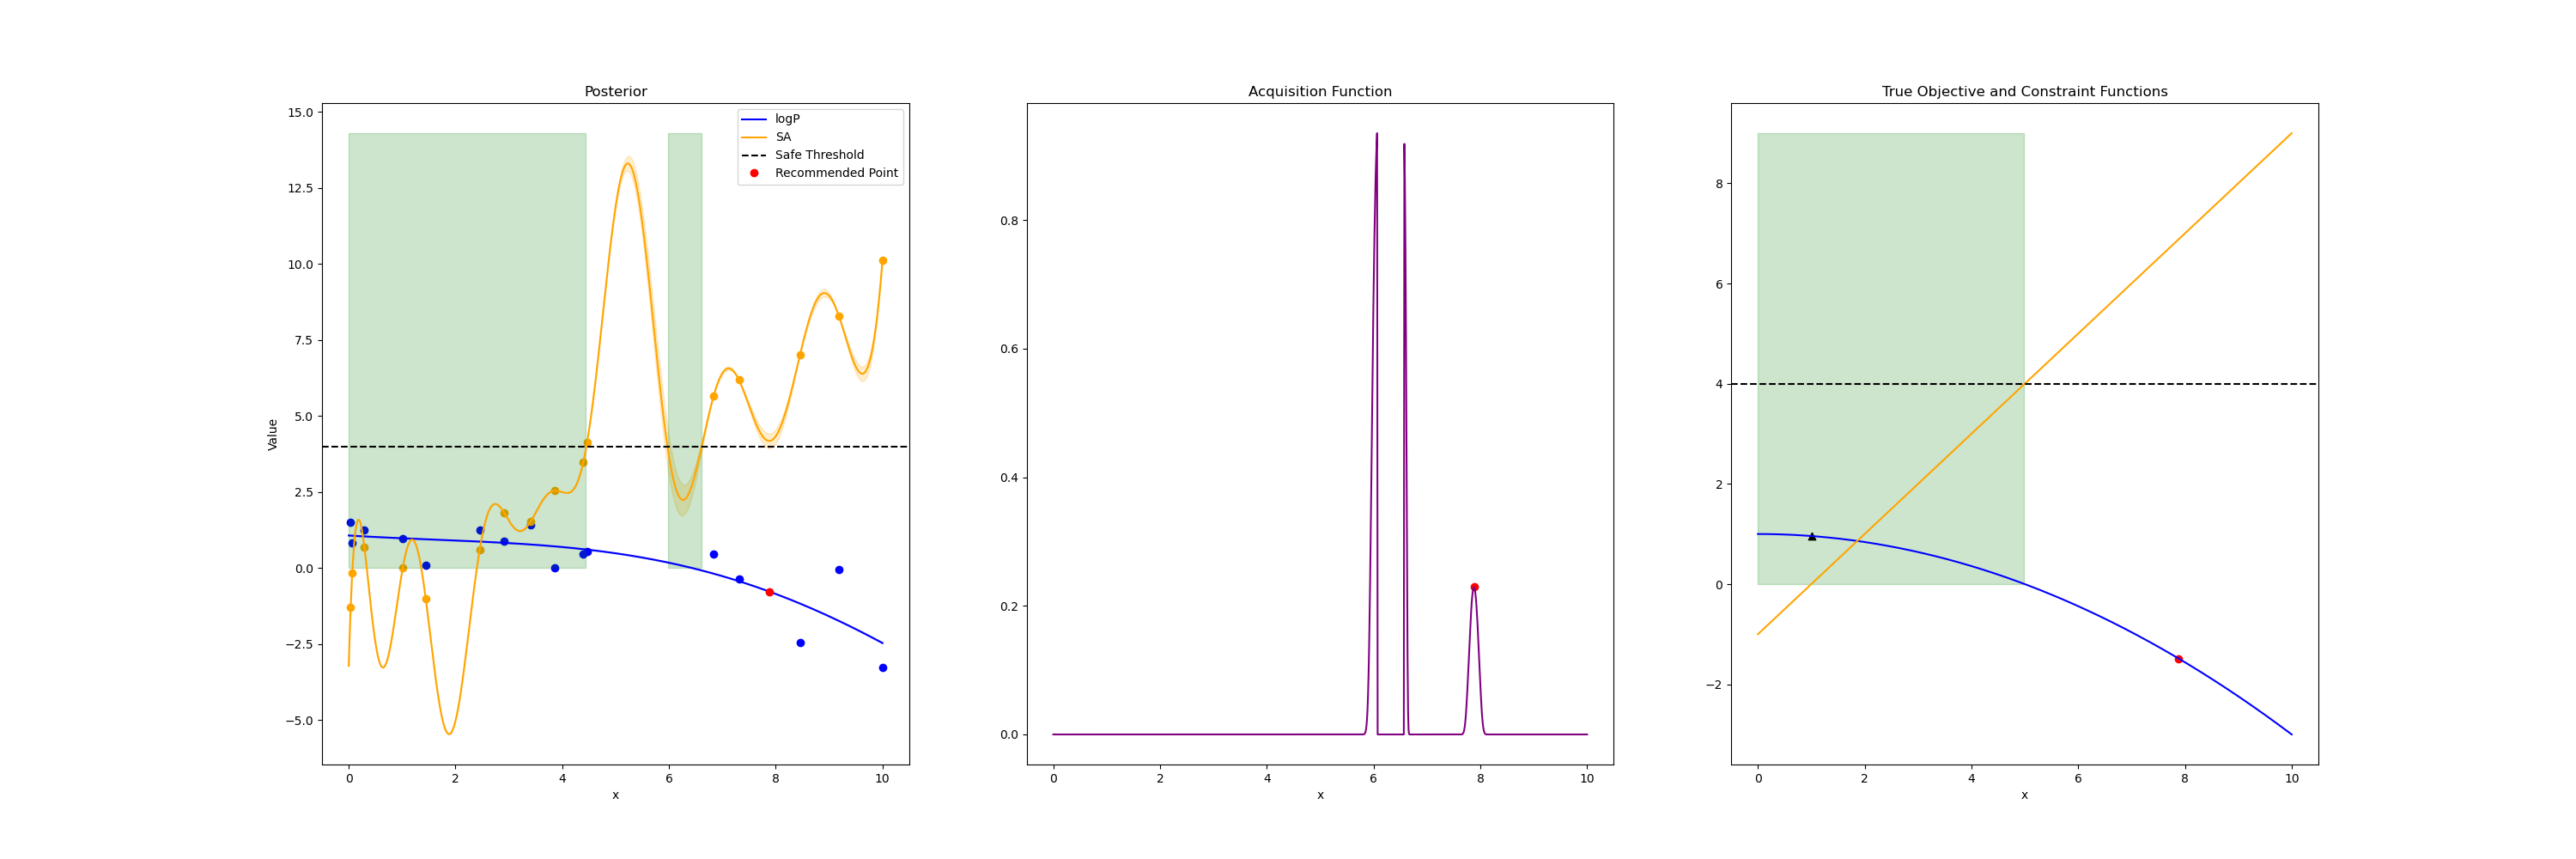 Posterior
15.0
12.5
10.0
7.5
5.0
2.5
0.0
−2.5
−5.0
Value
logP
SA
Safe Threshold
Recommended Point
0 2 4 6 8 10
x
Acquisition Function
0.8
0.6
0.4
0.2
0.0
0 2 4 6 8 10
x
True Objective and Constraint Functions
8
6
4
2
0
−2
0 2 4 6 8 10
x